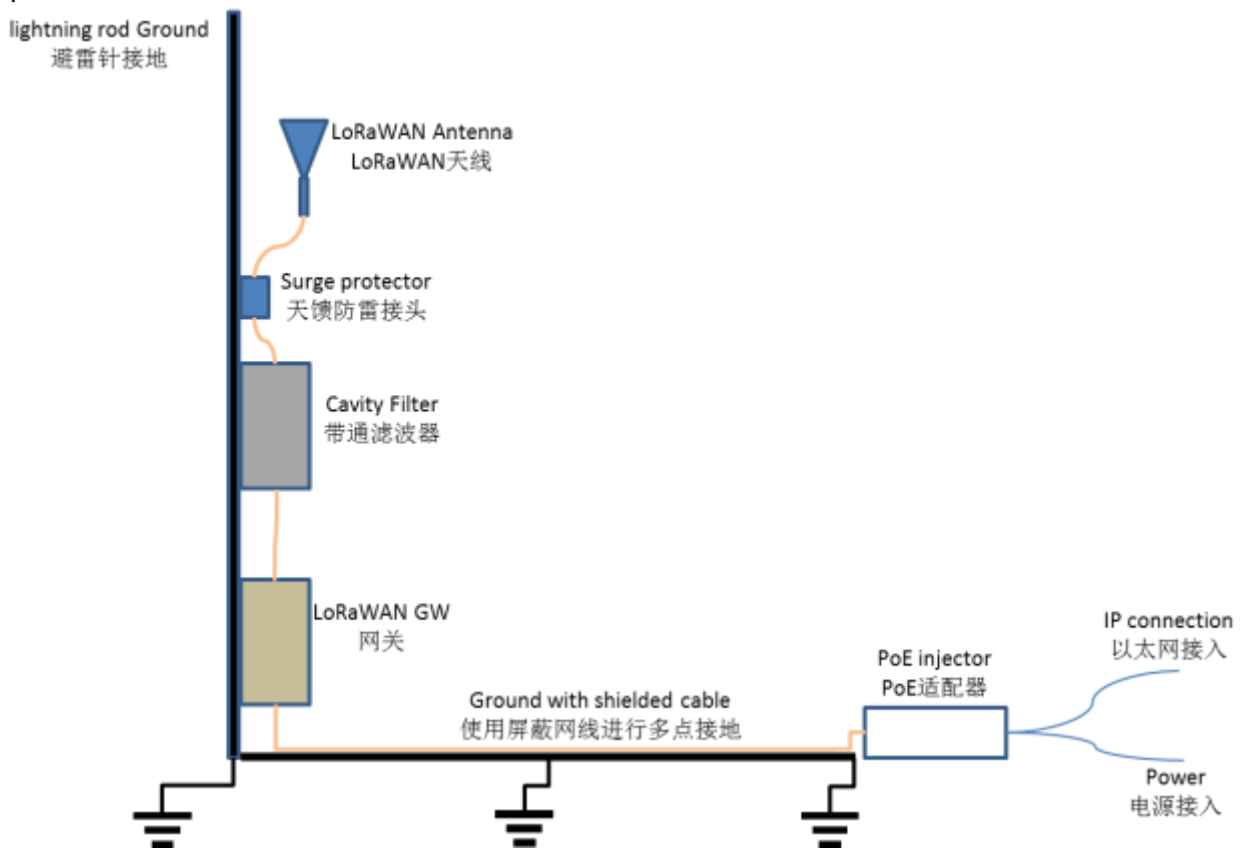 lightning rod Ground
避雷针接地
LoRaWAN Antenna
LoRaWAN天线
Surge protector
天馈防雷接头
Cavity Filter
带通滤波器
LoRaWAN GW
网关
Ground with shielded cable
使用屏蔽网线进行多点接地
PoE injector
PoE适配器
IP connection
以太网接入
Power
电源接入